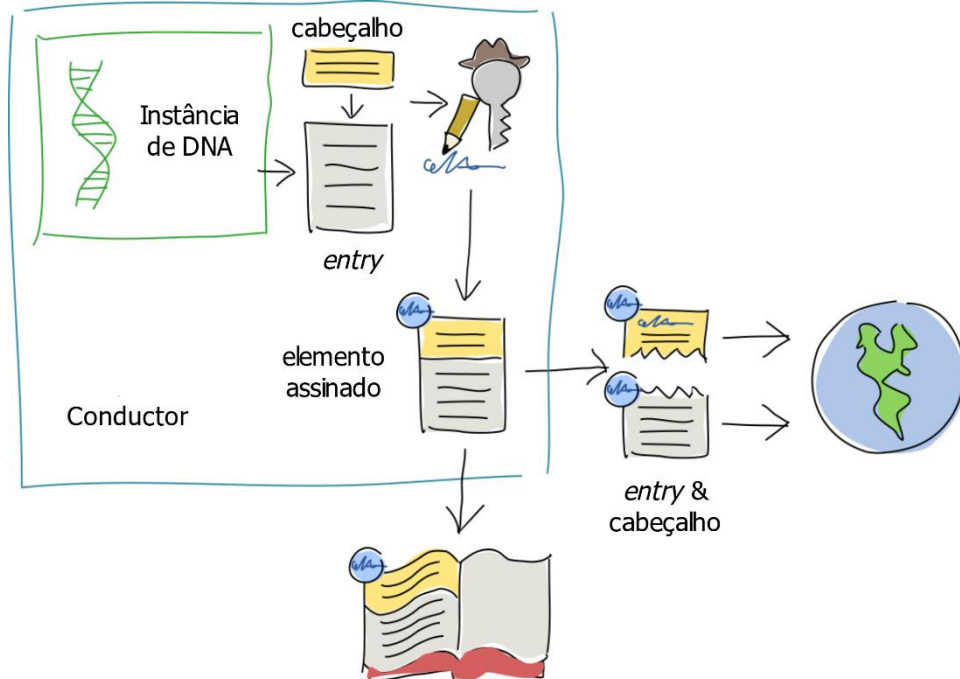 cabeçalho
Instância
de DNA
entry
elemento
assinado
Conductor
entry &
cabeçalho